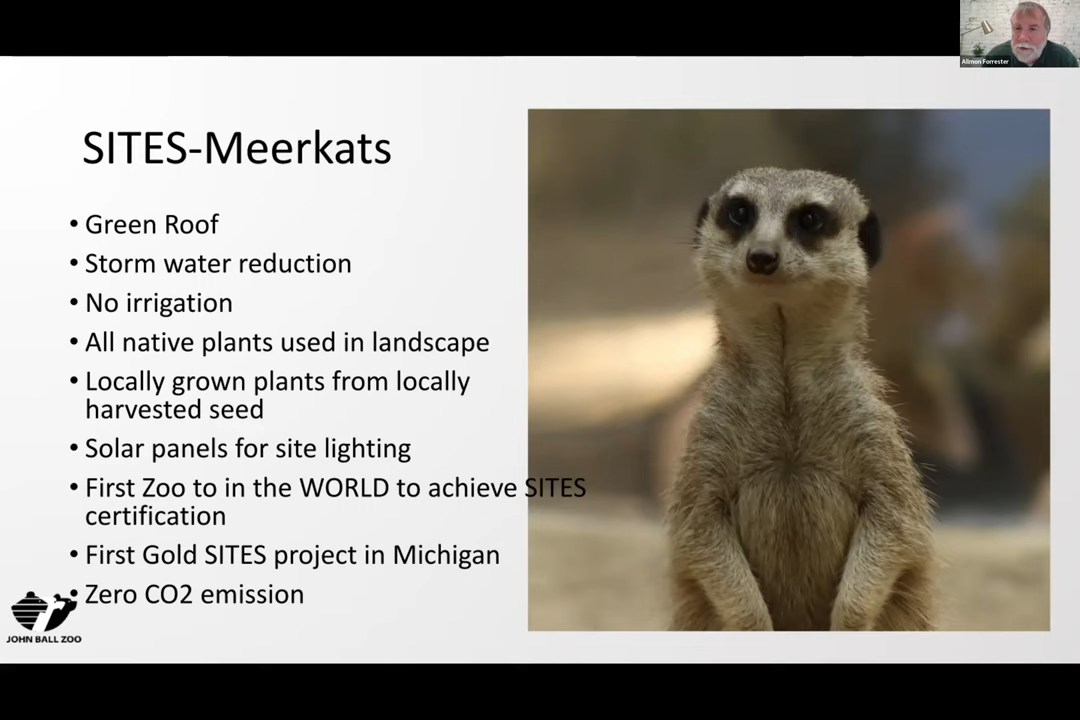 Allmon Forrester
SITES-Meerkats
• Green Roof
• Storm water reduction
• No irrigation
• All native plants used in landscape
• Locally grown plants from locally
harvested seed
• Solar panels for site lighting
• First Zoo to in the WORLD to achieve SITES
certification
• First Gold SITES project in Michigan
• Zero CO2 emission
JOHN BALL ZOO